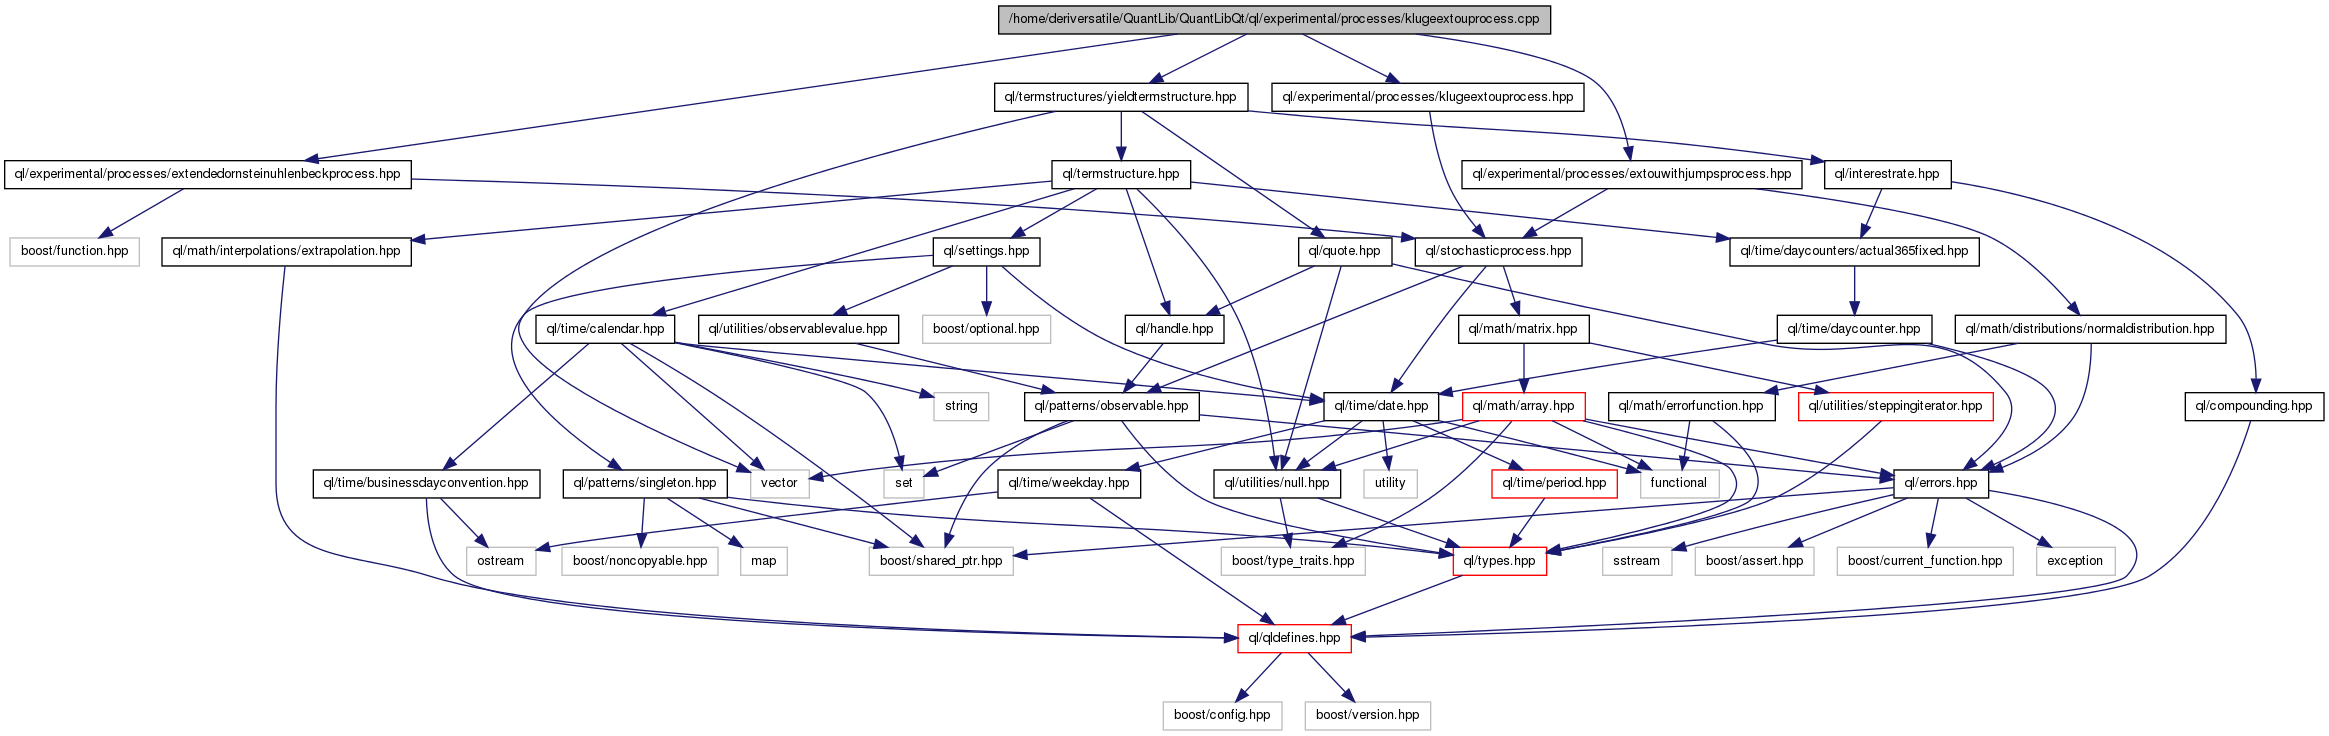 /home/deriversatile/QuantLib/QuantLibQt/ql/experimental/processes/klugeextouprocess.cpp
ql/termstructures/yieldtermstructure.hpp
ql/experimental/processes/klugeextouprocess.hpp
ql/experimental/processes/extendedornsteinuhlenbeckprocess.hpp
ql/termstructure.hpp
ql/experimental/processes/extouwithjumpsprocess.hpp
ql/interestrate.hpp
boost/function.hpp
ql/math/interpolations/extrapolation.hpp
ql/settings.hpp
ql/quote.hpp
ql/stochasticprocess.hpp
ql/time/daycounters/actual365fixed.hpp
ql/time/calendar.hpp
ql/utilities/observablevalue.hpp
boost/optional.hpp
ql/handle.hpp
ql/math/matrix.hpp
ql/time/daycounter.hpp
ql/math/distributions/normaldistribution.hpp
string
ql/patterns/observable.hpp
ql/time/date.hpp
ql/math/array.hpp
ql/math/errorfunction.hpp
ql/utilities/steppingiterator.hpp
ql/compounding.hpp
ql/time/businessdayconvention.hpp
ql/patterns/singleton.hpp
vector
set
ql/time/weekday.hpp
ql/utilities/null.hpp
utility
ql/time/period.hpp
functional
ql/errors.hpp
ostream
boost/noncopyable.hpp
map
boost/shared_ptr.hpp
boost/type_traits.hpp
ql/types.hpp
sstream
boost/assert.hpp
boost/current_function.hpp
exception
ql/qldefines.hpp
boost/config.hpp
boost/version.hpp